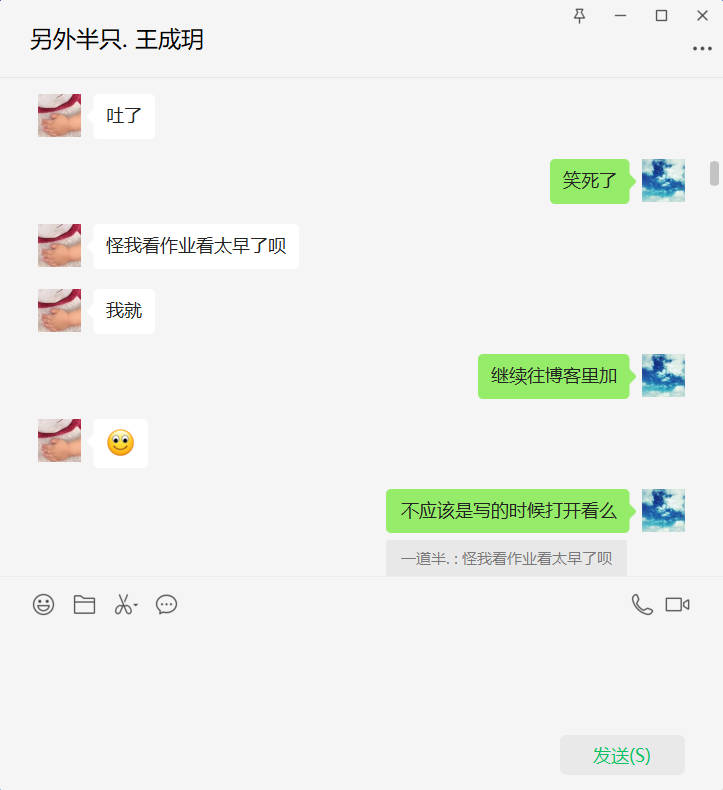 另外半只. 王成玥
吐了
笑死了
怪我看作业看太早了呗
我就
继续往博客里加
不应该是写的时候打开看么
一道半. : 怪我看作业看太早了呗
发送(S)